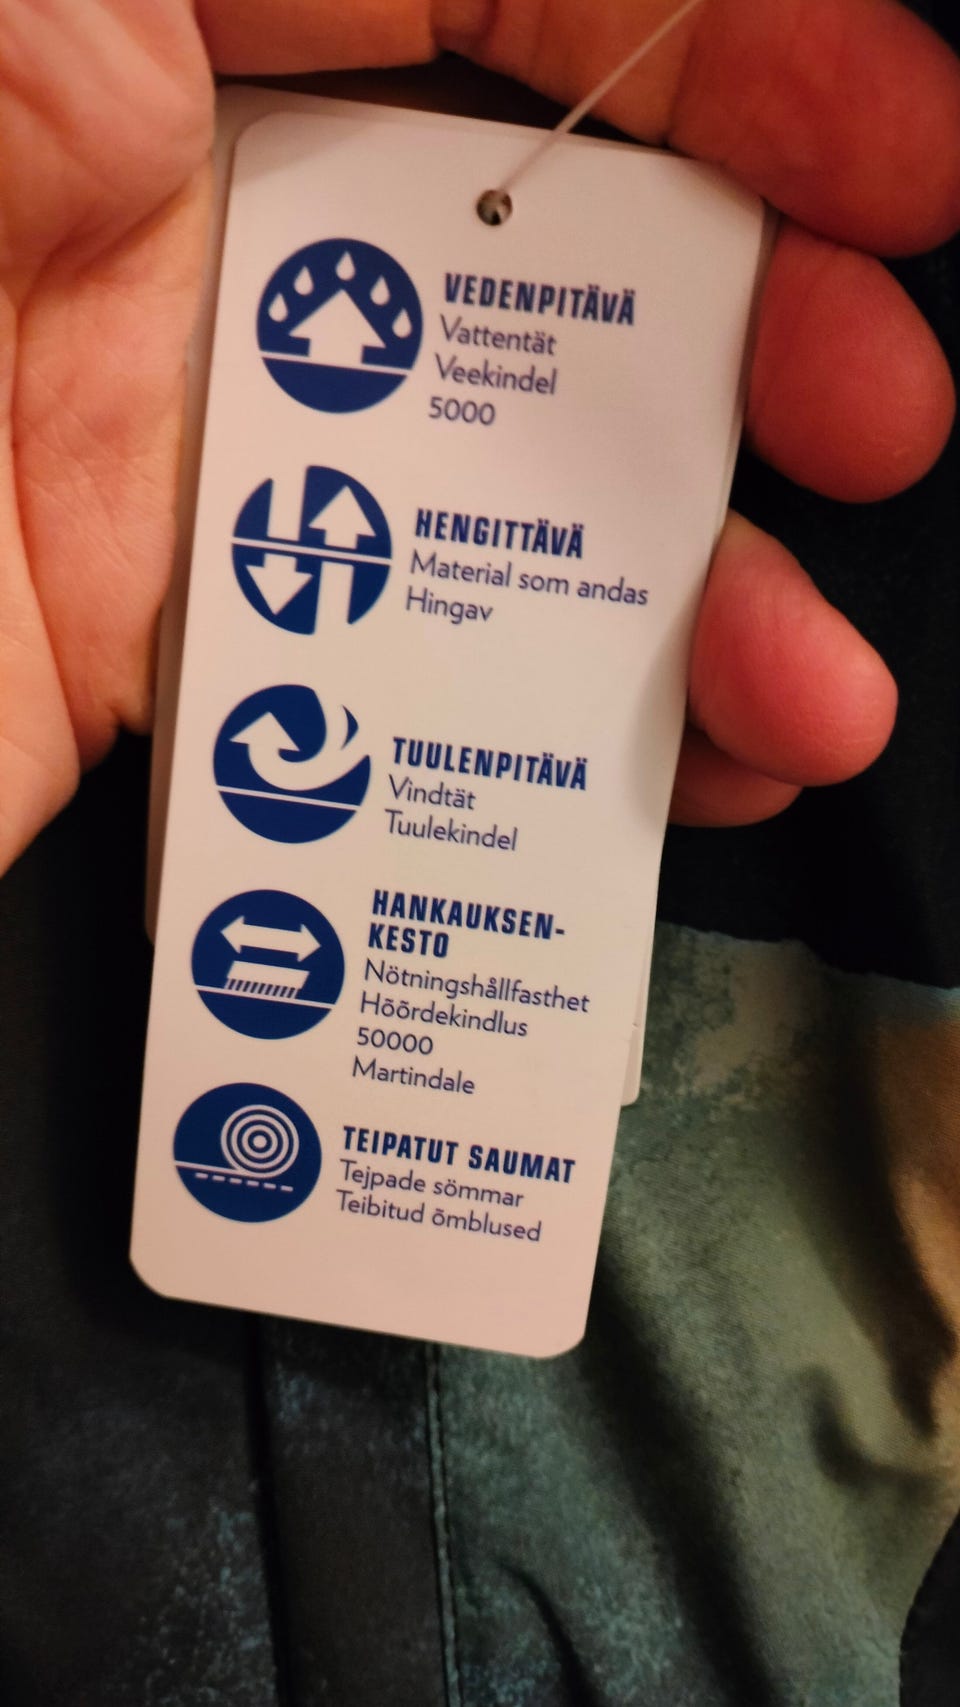 VEDENPITÄVÄ
Vattentät
Veekindel
5000
HENGITTÄVÄ
Material som andas
Hingav
TUULENPITÄVÄ
Vindtät
Tuulekindel
HANKAUKSEN-
KESTO
Nötningshållfasthet
Hõõrdekindlus
50000
Martindale
TEIPATUT SAUMAT
Tejpade sömmar
Teibitud õmblused